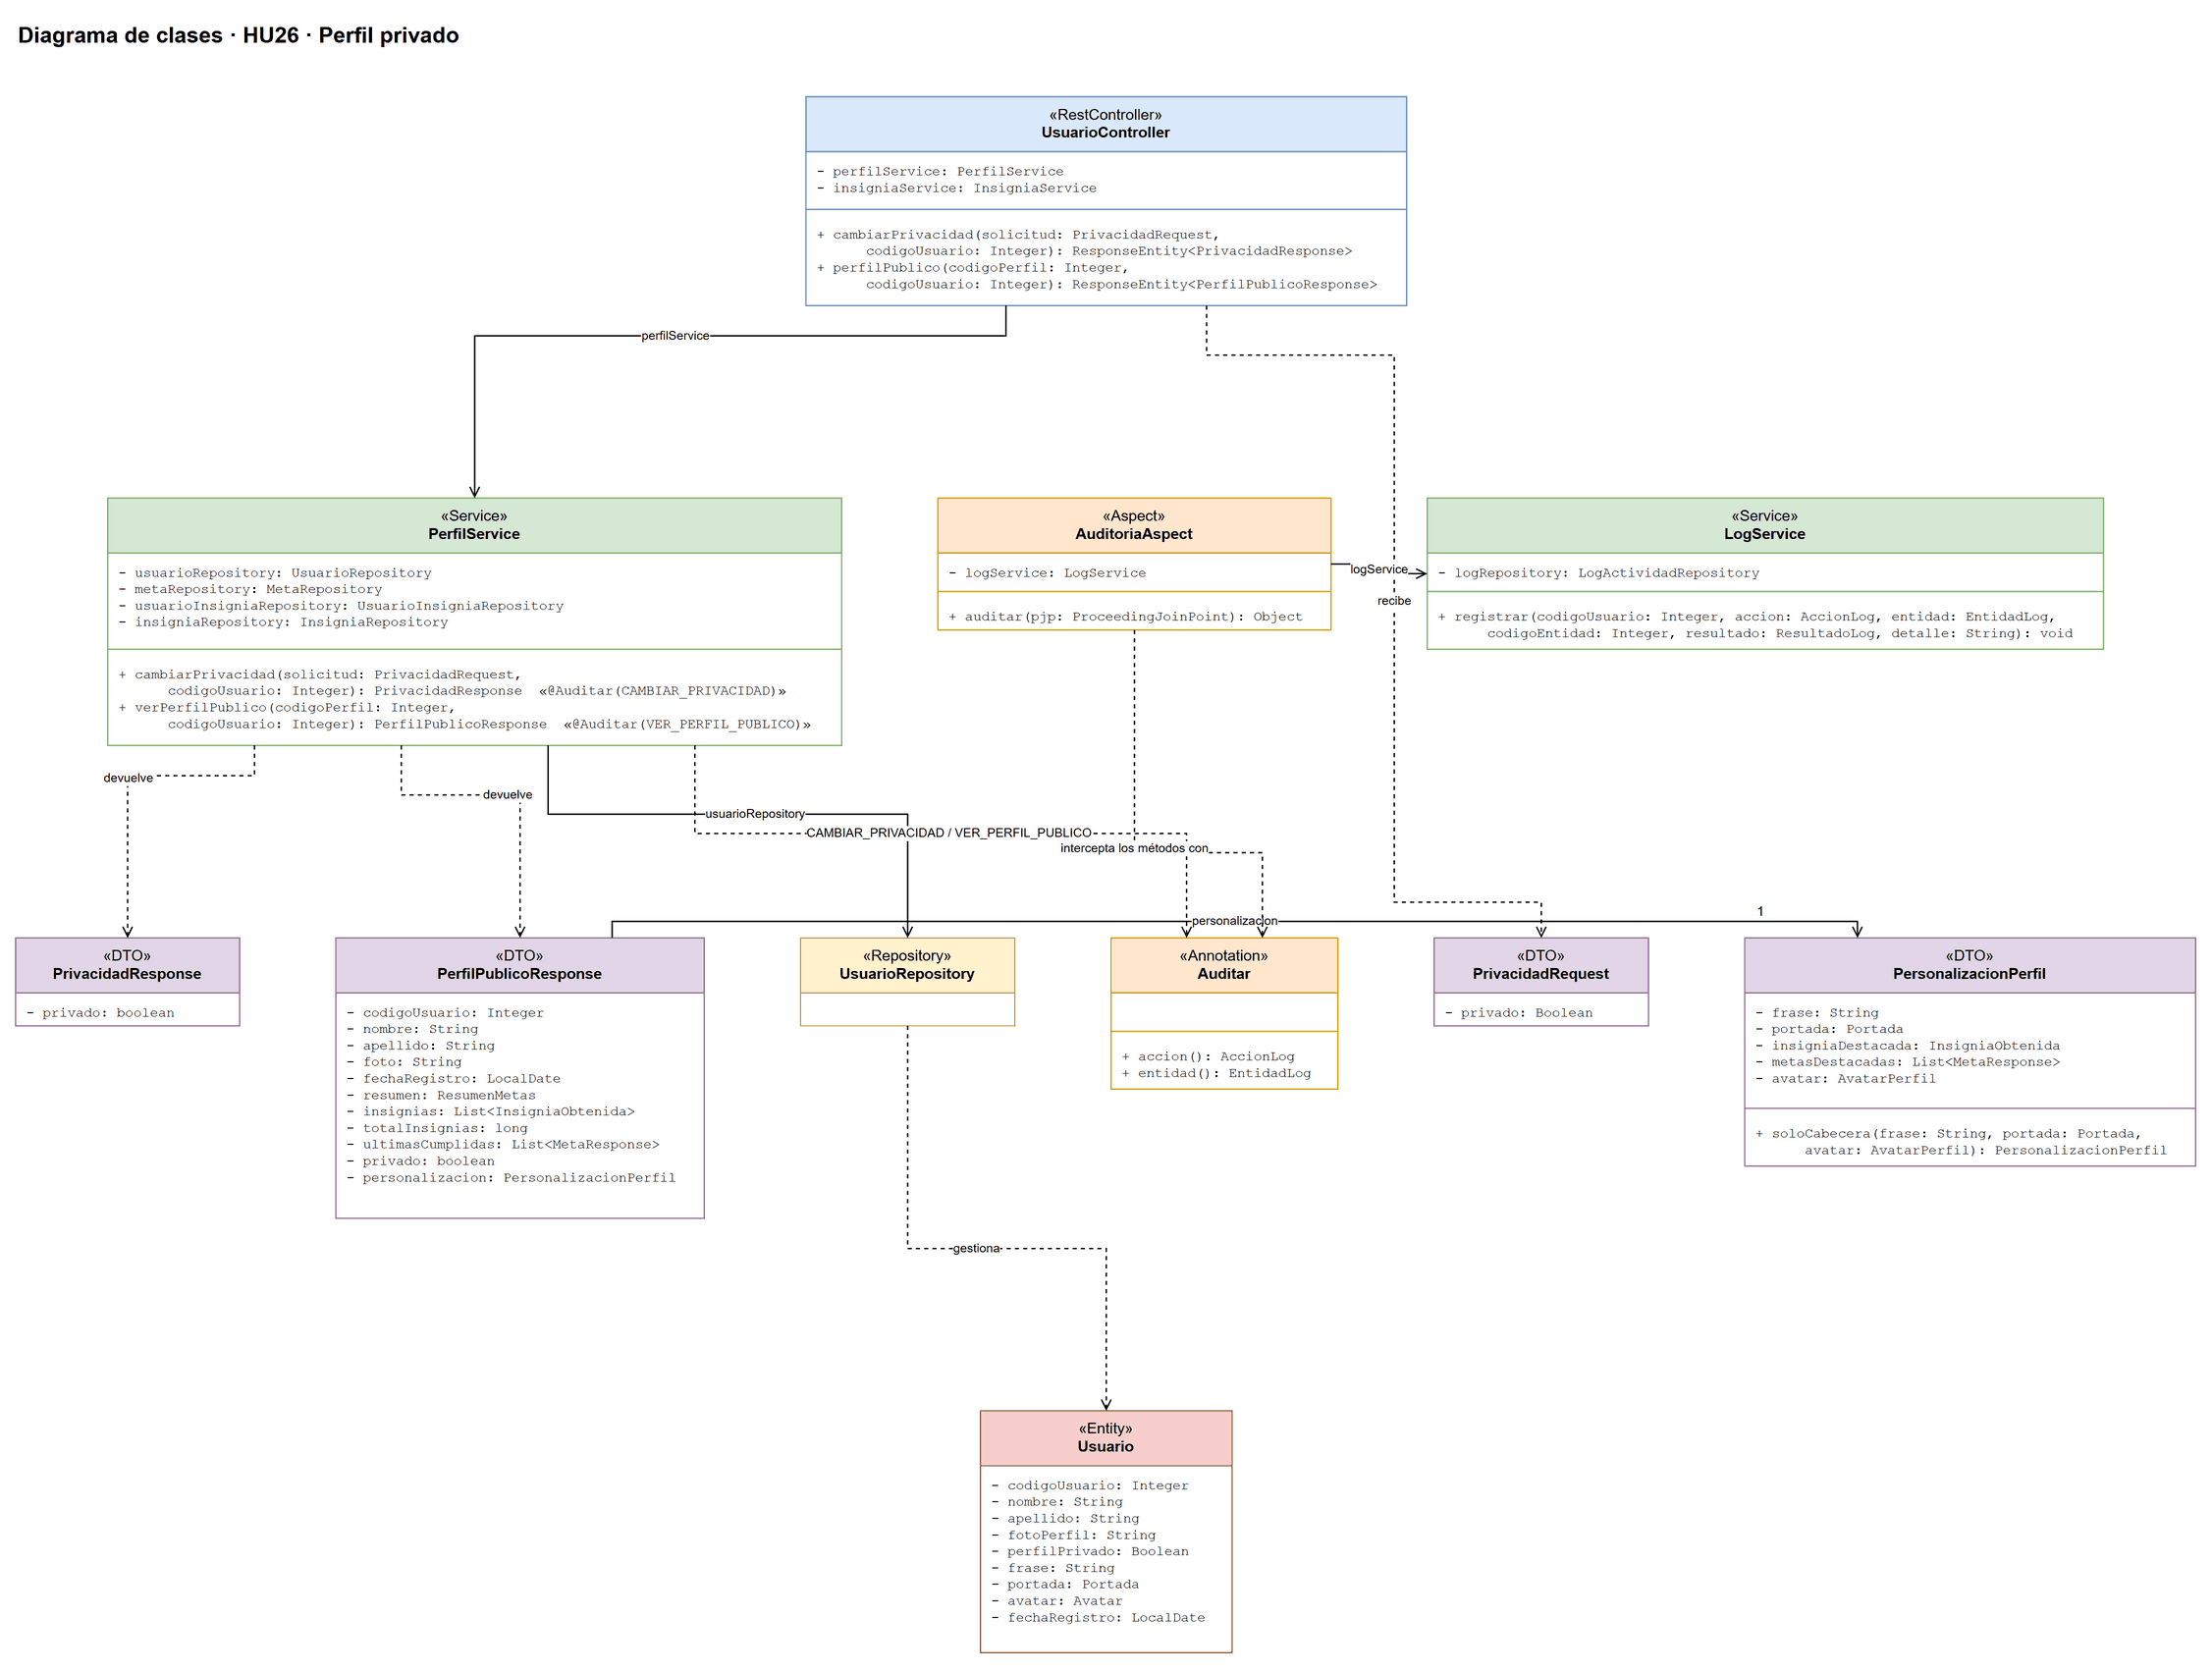 Diagrama de clases · HU26 · Perfil privado
«RestController»
UsuarioController
- perfilService: PerfilService
- insigniaService: InsigniaService
+ cambiarPrivacidad(solicitud: PrivacidadRequest,
codigoUsuario: Integer): ResponseEntity<PrivacidadResponse>
+ perfilPublico(codigoPerfil: Integer,
codigoUsuario: Integer): ResponseEntity<PerfilPublicoResponse>
perfilService
«Service»
PerfilService
- usuarioRepository: UsuarioRepository
- metaRepository: MetaRepository
- usuarioInsigniaRepository: UsuarioInsigniaRepository
- insigniaRepository: InsigniaRepository
+ cambiarPrivacidad(solicitud: PrivacidadRequest,
codigoUsuario: Integer): PrivacidadResponse «@Auditar(CAMBIAR_PRIVACIDAD)»
+ verPerfilPublico(codigoPerfil: Integer,
codigoUsuario: Integer): PerfilPublicoResponse «@Auditar(VER_PERFIL_PUBLICO)»
«Aspect»
AuditoriaAspect
- logService: LogService
+ auditar(pjp: ProceedingJoinPoint): Object
logService
recibe
«Service»
LogService
- logRepository: LogActividadRepository
+ registrar(codigoUsuario: Integer, accion: AccionLog, entidad: EntidadLog,
codigoEntidad: Integer, resultado: ResultadoLog, detalle: String): void
devuelve
devuelve
usuarioRepository
CAMBIAR_PRIVACIDAD / VER_PERFIL_PUBLICO
intercepta los métodos con
personalizacion
1
«DTO»
PrivacidadResponse
- privado: boolean
«DTO»
PerfilPublicoResponse
- codigoUsuario: Integer
- nombre: String
- apellido: String
- foto: String
- fechaRegistro: LocalDate
- resumen: ResumenMetas
- insignias: List<InsigniaObtenida>
- totalInsignias: long
- ultimasCumplidas: List<MetaResponse>
- privado: boolean
- personalizacion: PersonalizacionPerfil
«Repository»
UsuarioRepository
«Annotation»
Auditar
+ accion(): AccionLog
+ entidad(): EntidadLog
«DTO»
PrivacidadRequest
- privado: Boolean
«DTO»
PersonalizacionPerfil
- frase: String
- portada: Portada
- insigniaDestacada: InsigniaObtenida
- metasDestacadas: List<MetaResponse>
- avatar: AvatarPerfil
+ soloCabecera(frase: String, portada: Portada,
avatar: AvatarPerfil): PersonalizacionPerfil
gestiona
«Entity»
Usuario
- codigoUsuario: Integer
- nombre: String
- apellido: String
- fotoPerfil: String
- perfilPrivado: Boolean
- frase: String
- portada: Portada
- avatar: Avatar
- fechaRegistro: LocalDate